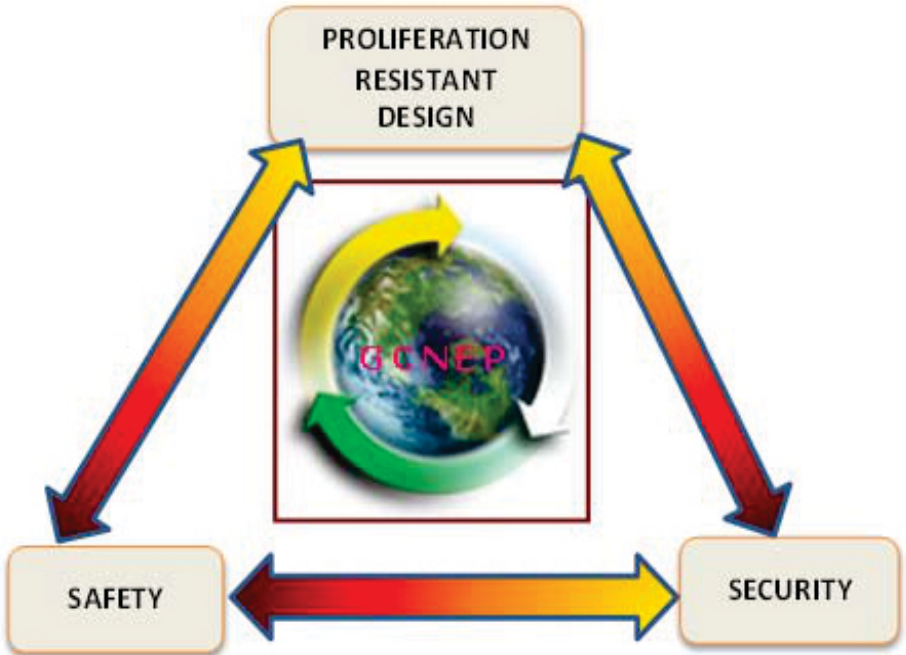 PROLIFERATION
RESISTANT
DESIGN
GCNEP
SAFETY
SECURITY